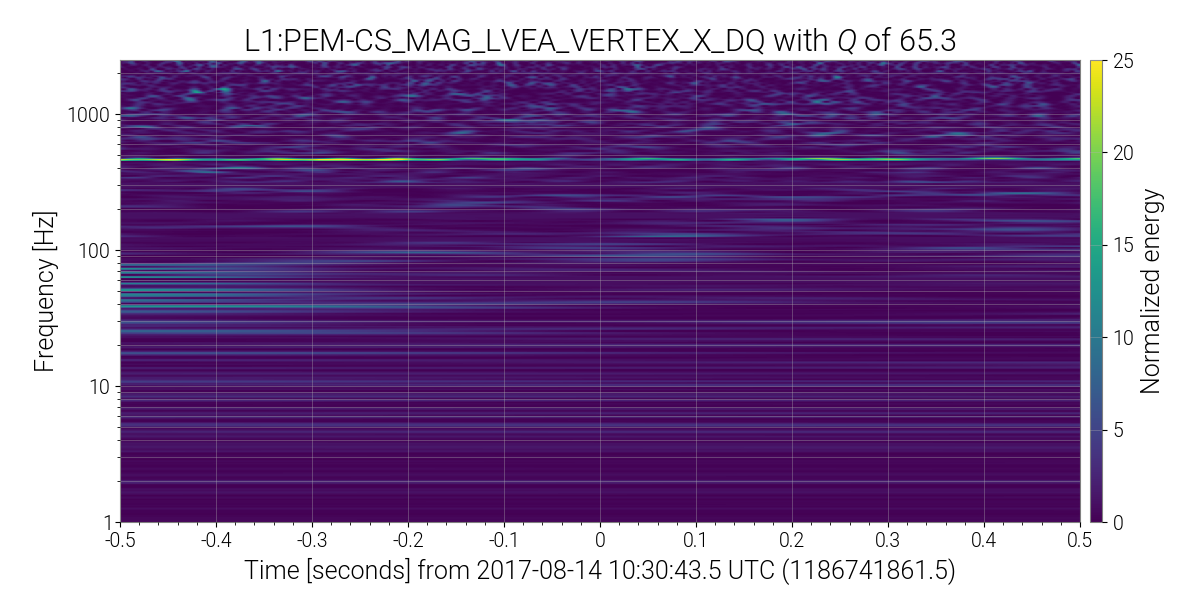 L1:PEM-CS_MAG_LVEA_VERTEX_X_DQ with Q of 65.3
Frequency [Hz]
1000
100
10
1
-0.5 -0.4 -0.3 -0.2 -0.1 0 0.1 0.2 0.3 0.4 0.5
Time [seconds] from 2017-08-14 10:30:43.5 UTC (1186741861.5)
25
20
15
10
5
0
Normalized energy